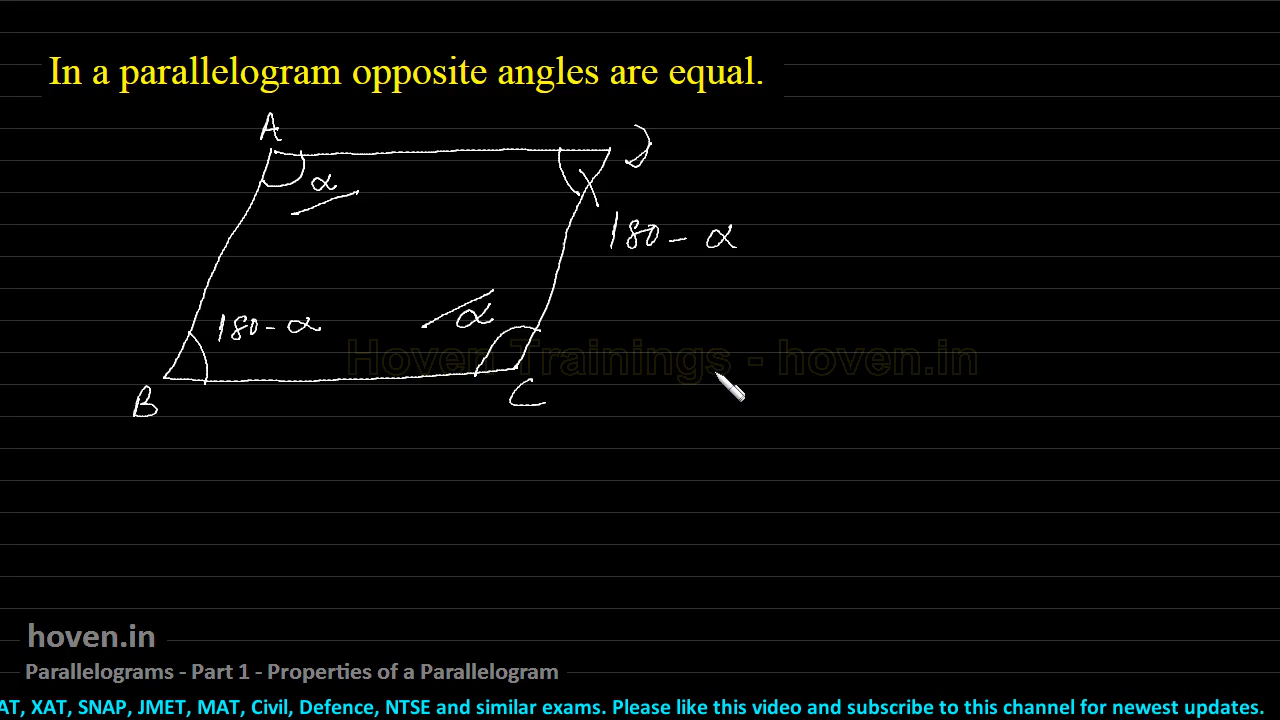 In a parallelogram opposite angles are equal.
A
D
α
180 - α
180 - α
α
Hoven Trainings - hoven.in
B
C
hoven.in
Parallelograms - Part 1 - Properties of a Parallelogram
AT, XAT, SNAP, JMET, MAT, Civil, Defence, NTSE and similar exams. Please like this video and subscribe to this channel for newest updates.